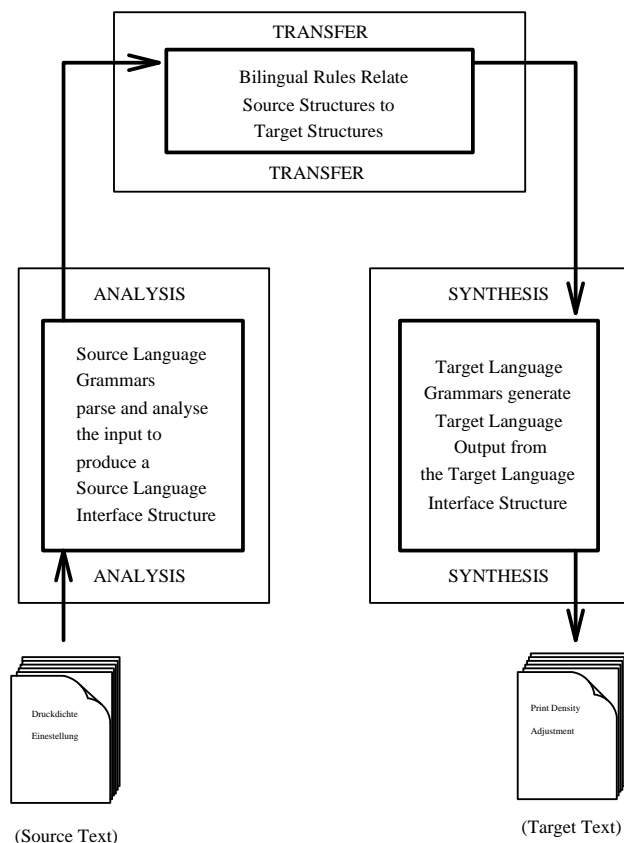 TRANSFER
Bilingual Rules Relate
Source Structures to
Target Structures
TRANSFER
ANALYSIS
Source Language
Grammars
parse and analyse
the input to
produce a
Source Language
Interface Structure
ANALYSIS
SYNTHESIS
Target Language
Grammars generate
Target Language
Output from
the Target Language
Interface Structure
SYNTHESIS
Druckdichte
Einestellung
(Source Text)
Print Density
Adjustment
(Target Text)